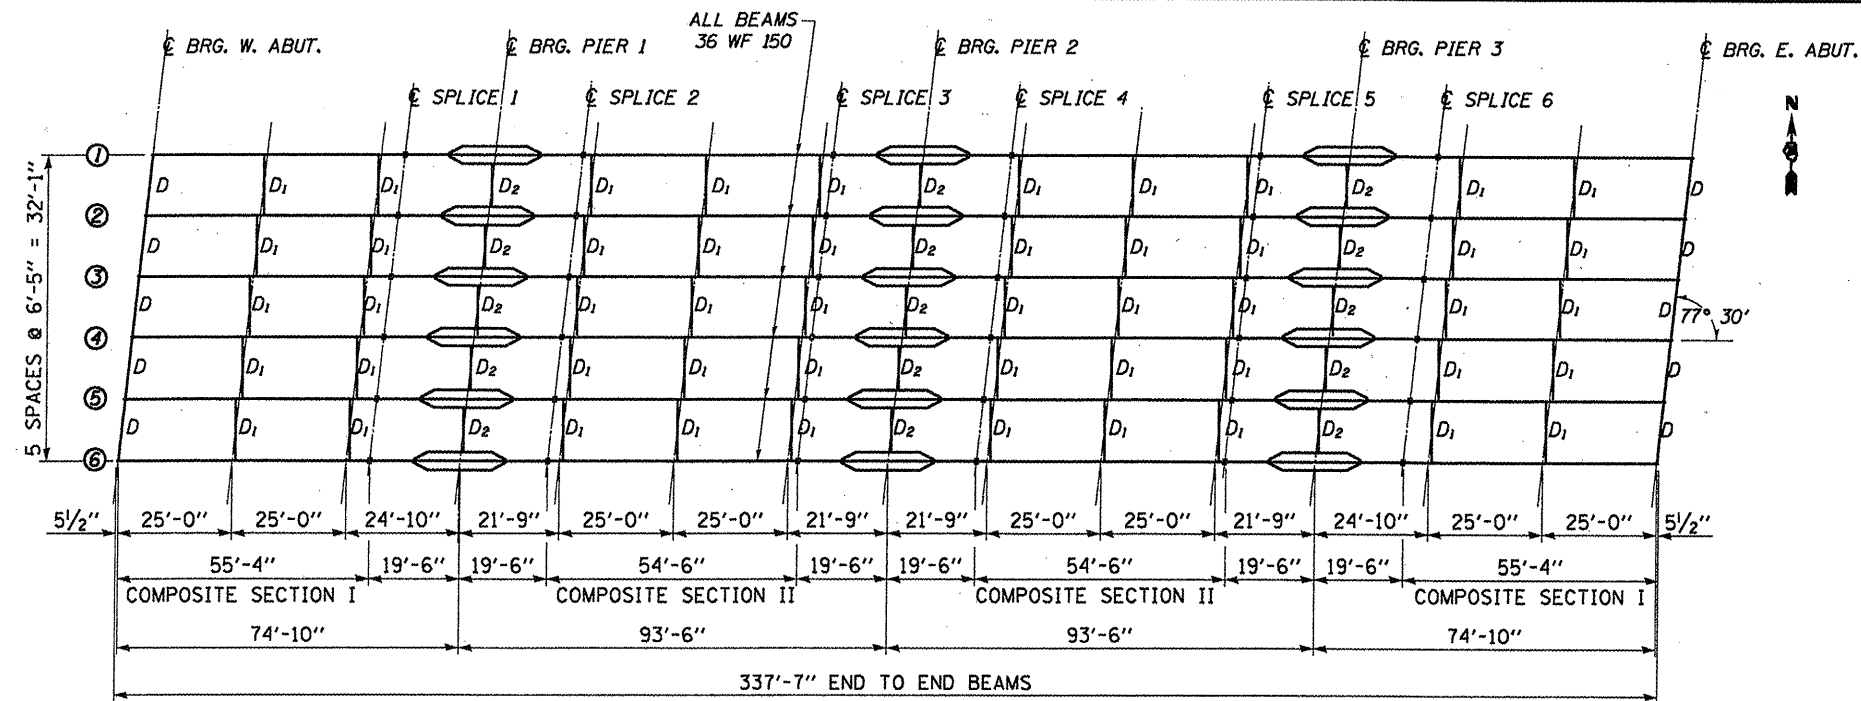 ALL BEAMS
36 WF 150
℄ BRG. W. ABUT.
℄ BRG. PIER 1
℄ BRG. PIER 2
℄ BRG. PIER 3
℄ BRG. E. ABUT.
℄ SPLICE 1
℄ SPLICE 2
℄ SPLICE 3
℄ SPLICE 4
℄ SPLICE 5
℄ SPLICE 6
N
5 SPACES @ 6'-5" = 32'-1"
1
D D1 D1 D2 D1 D1 D1 D2 D1 D1 D1 D2 D1 D1 D
2
D D1 D1 D2 D1 D1 D1 D2 D1 D1 D1 D2 D1 D1 D
3
D D1 D1 D2 D1 D1 D1 D2 D1 D1 D1 D2 D1 D1 D
77° 30'
4
D D1 D1 D2 D1 D1 D1 D2 D1 D1 D1 D2 D1 D1 D
5
D D1 D1 D2 D1 D1 D1 D2 D1 D1 D1 D2 D1 D1 D
6
5½" 25'-0" 25'-0" 24'-10" 21'-9" 25'-0" 25'-0" 21'-9" 21'-9" 25'-0" 25'-0" 21'-9" 24'-10" 25'-0" 25'-0" 5½"
55'-4" 19'-6" 19'-6" 54'-6" 19'-6" 19'-6" 54'-6" 19'-6" 19'-6" 55'-4"
COMPOSITE SECTION I COMPOSITE SECTION II COMPOSITE SECTION II COMPOSITE SECTION I
74'-10" 93'-6" 93'-6" 74'-10"
337'-7" END TO END BEAMS